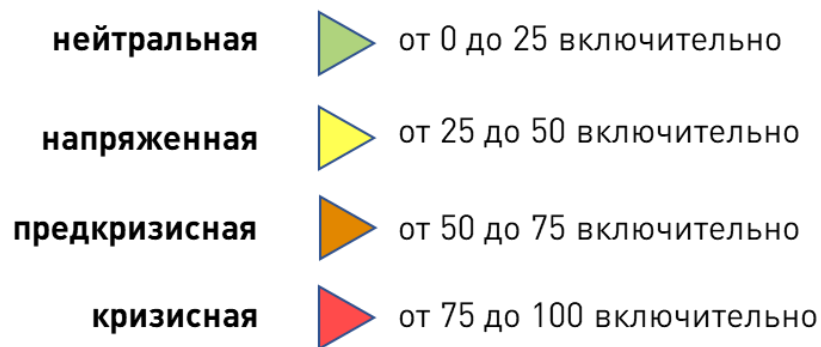 нейтральная от 0 до 25 включительно
напряженная от 25 до 50 включительно
предкризисная от 50 до 75 включительно
кризисная от 75 до 100 включительно